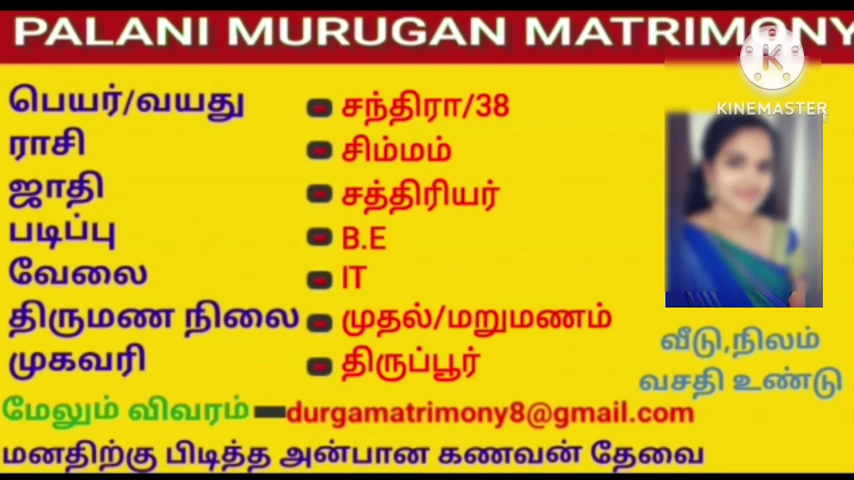 PALANI MURUGAN MATRIMONY
KINEMASTER
பெயர்/வயது - சந்திரா/38
ராசி - சிம்மம்
ஜாதி - சத்திரியர்
படிப்பு - B.E
வேலை - IT
திருமண நிலை - முதல்/மறுமணம்
முகவரி - திருப்பூர்
வீடு,நிலம்
வசதி உண்டு
மேலும் விவரம் - durgamatrimony8@gmail.com
மனதிற்கு பிடித்த அன்பான கணவன் தேவை